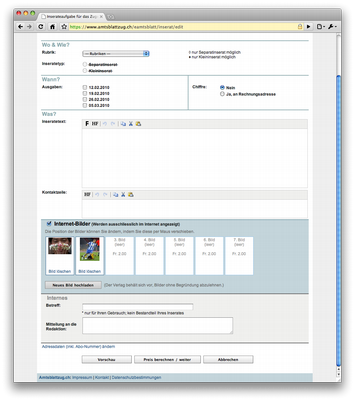 Inserateaufgabe für das Zug
www.amtsblattzug.ch/eamtsblatt/inserat/edit
Wo & Wie?
Rubrik:
-- Rubriken --
= nur Separatinserat möglich
= nur Kleininserat möglich
Inseratetyp:
Separatinserat
Kleininserat
Wann?
Ausgaben:
12.02.2010
19.02.2010
26.02.2010
05.03.2010
Chiffre:
Nein
Ja, an Rechnungsadresse
Was?
Inseratetext:
F HF
Kontaktzeile:
HF
Internet-Bilder (Werden ausschliesslich im Internet angezeigt)
Die Position der Bilder können Sie ändern, indem Sie diese per Maus verschieben.
3. Bild 4. Bild 5. Bild 6. Bild 7. Bild
(leer) (leer) (leer) (leer) (leer)
Fr. 2.00 Fr. 2.00 Fr. 2.00 Fr. 2.00 Fr. 2.00
Bild löschen Bild löschen
Neues Bild hochladen (Der Verlag behält sich vor, Bilder ohne Begründung abzulehnen.)
Internes
Betreff:
* nur für Ihren Gebrauch; kein Bestandteil Ihres Inserates
Mitteilung an die
Redaktion:
Adressdaten (inkl. Abo-Nummer) ändern
Vorschau Preis berechnen / weiter Abbrechen
Amtsblattzug.ch: Impressum | Kontakt | Datenschutzbestimmungen